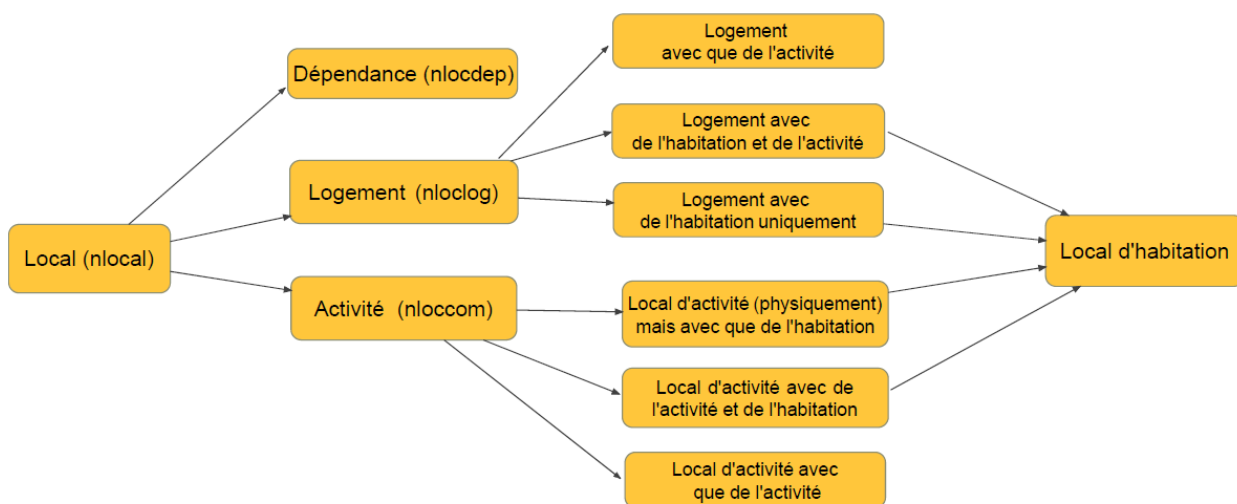 Local (nlocal)
Dépendance (nlocdep)
Logement (nloclog)
Activité (nloccom)
Logement
avec que de l'activité
Logement avec
de l'habitation et de l'activité
Logement avec
de l'habitation uniquement
Local d'activité (physiquement)
mais avec que de l'habitation
Local d'activité avec de
l'activité et de l'habitation
Local d'activité avec
que de l'activité
Local d'habitation